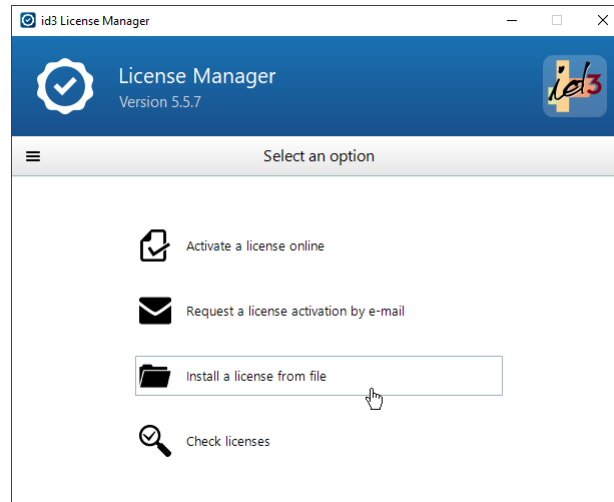 id3 License Manager
License Manager
Version 5.5.7
id3
Select an option
Activate a license online
Request a license activation by e-mail
Install a license from file
Check licenses